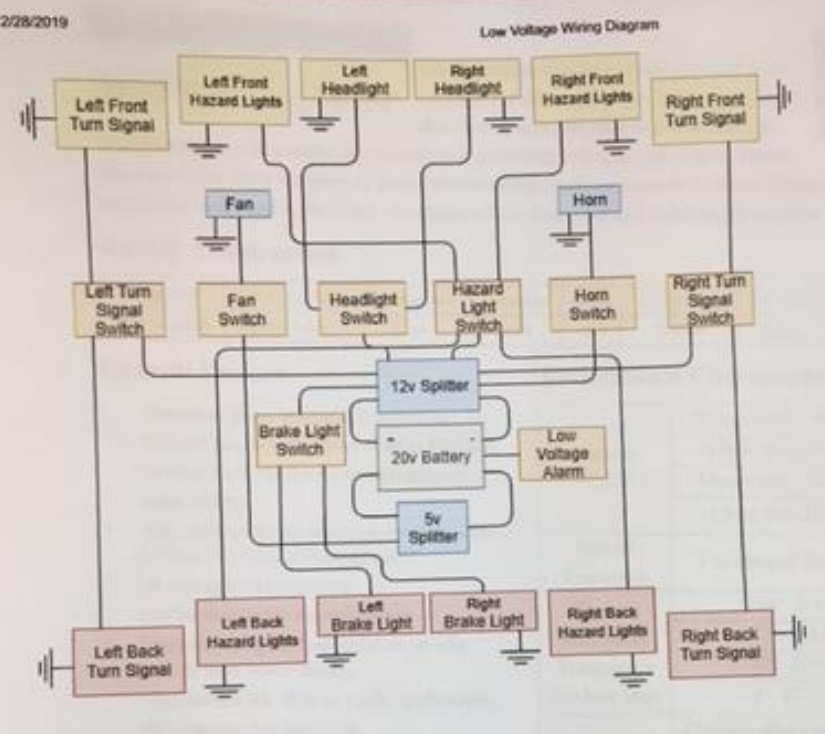 2/28/2019
Low Voltage Wiring Diagram
Left Front
Turn Signal
Left Front
Hazard Lights
Left
Headlight
Right
Headlight
Right Front
Hazard Lights
Right Front
Turn Signal
Fan
Horn
Left Turn
Signal
Switch
Fan
Switch
Headlight
Switch
Hazard
Light
Switch
Horn
Switch
Right Turn
Signal
Switch
12v Splitter
Brake Light
Switch
+ -
20v Battery
Low
Voltage
Alarm
5v
Splitter
Left Back
Turn Signal
Left Back
Hazard Lights
Left
Brake Light
Right
Brake Light
Right Back
Hazard Lights
Right Back
Turn Signal